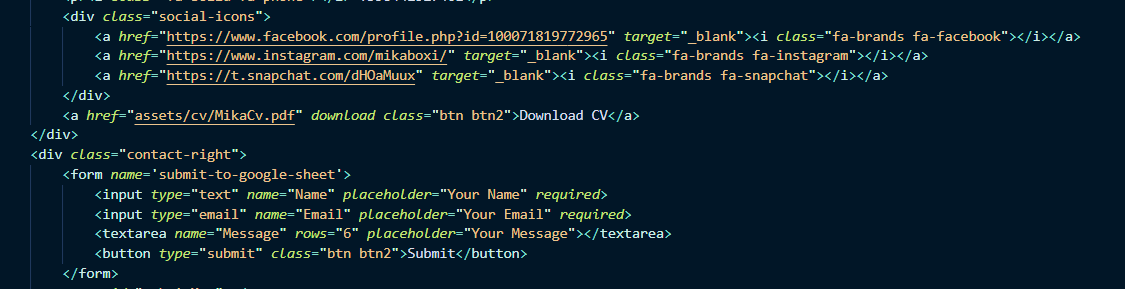 <div class="social-icons">
<a href="https://www.facebook.com/profile.php?id=100071819772965" target="_blank"><i class="fa-brands fa-facebook"></i></a>
<a href="https://www.instagram.com/mikaboxi/" target="_blank"><i class="fa-brands fa-instagram"></i></a>
<a href="https://t.snapchat.com/dHOaMuux" target="_blank"><i class="fa-brands fa-snapchat"></i></a>
</div>
<a href="assets/cv/MikaCv.pdf" download class="btn btn2">Download CV</a>
</div>
<div class="contact-right">
<form name='submit-to-google-sheet'>
<input type="text" name="Name" placeholder="Your Name" required>
<input type="email" name="Email" placeholder="Your Email" required>
<textarea name="Message" rows="6" placeholder="Your Message"></textarea>
<button type="submit" class="btn btn2">Submit</button>
</form>